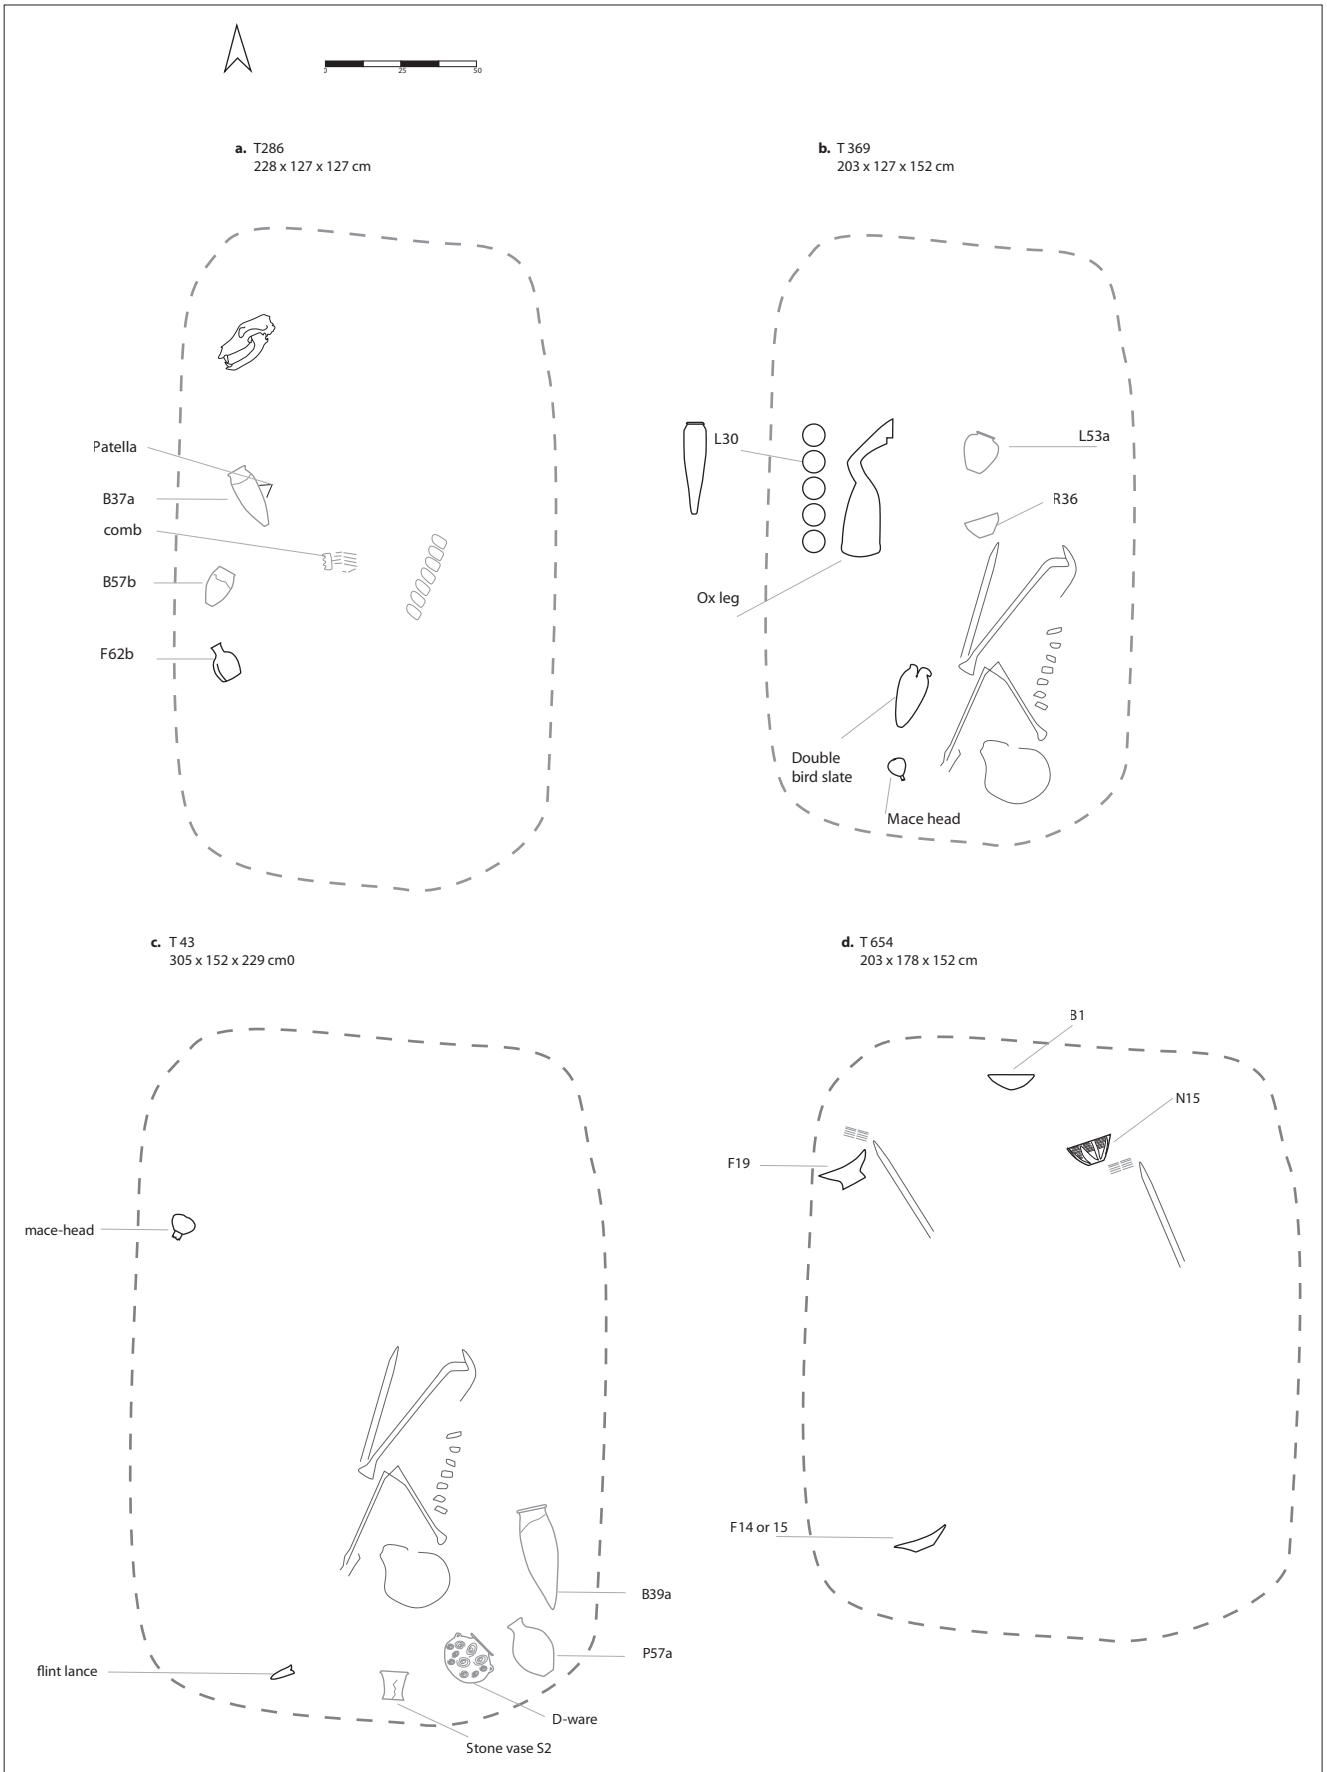 0 25 50
a. T286
228 x 127 x 127 cm
b. T 369
203 x 127 x 152 cm
Patella
B37a
comb
B57b
F62b
L30
L53a
R36
Ox leg
Double
bird slate
Mace head
c. T 43
305 x 152 x 229 cm0
d. T 654
203 x 178 x 152 cm
B1
N15
F19
mace-head
F14 or 15
B39a
P57a
flint lance
D-ware
Stone vase S2